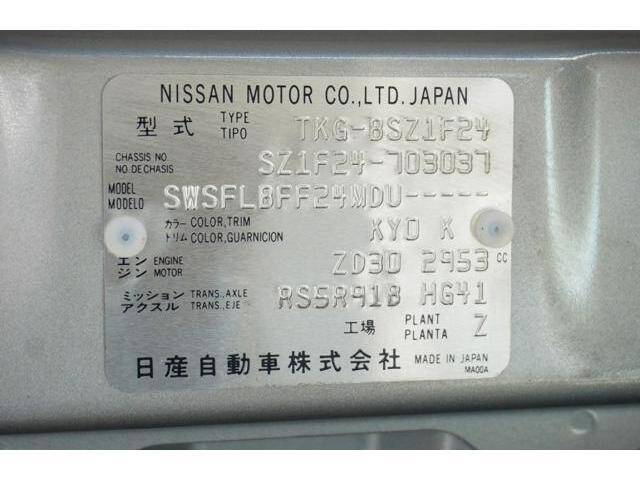 NISSAN MOTOR CO.,LTD. JAPAN
型式 TYPE TIPO TKG-BSZ1F24
CHASSIS NO NO.DE CHASIS SZ1F24-703037
MODEL MODELO SWSFLBFF24MDU-----
カラー COLOR,TRIM トリム COLOR,GUARNICION KY0 K
エンジン ENGINE MOTOR ZD30 2953 cc
ミッション TRANS.,AXLE アクスル TRANS.,EJE RS5R91B HG41
工場 PLANT PLANTA Z
日産自動車株式会社 MADE IN JAPAN
MA00A